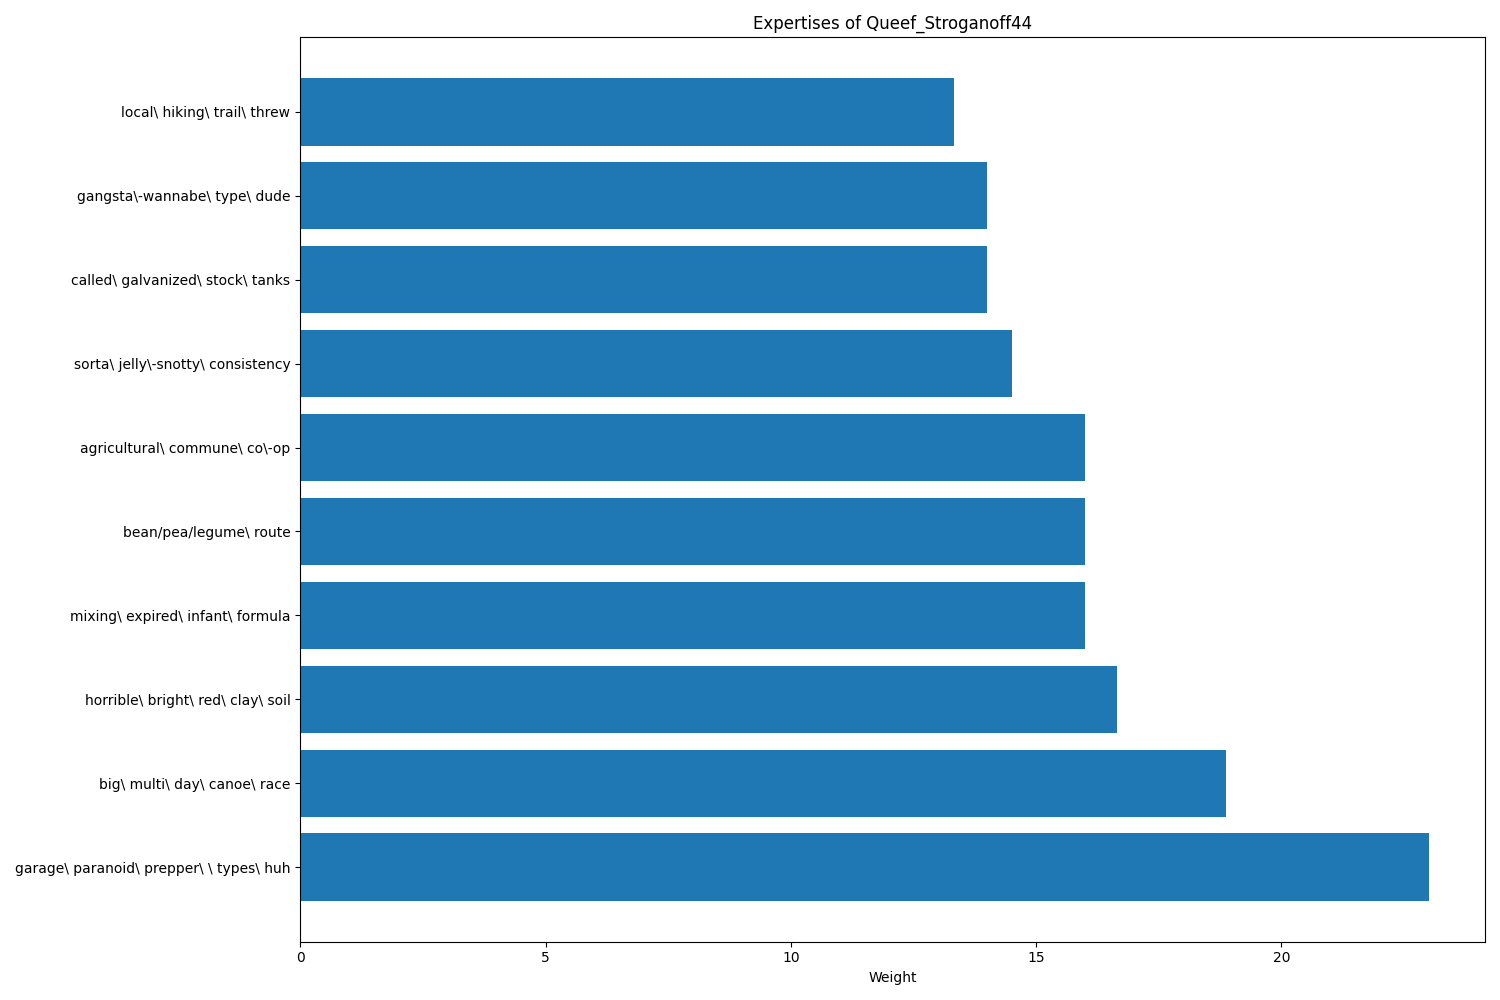 Expertises of Queef_Stroganoff44
local\ hiking\ trail\ threw
gangsta\-wannabe\ type\ dude
called\ galvanized\ stock\ tanks
sorta\ jelly\-snotty\ consistency
agricultural\ commune\ co\-op
bean/pea/legume\ route
mixing\ expired\ infant\ formula
horrible\ bright\ red\ clay\ soil
big\ multi\ day\ canoe\ race
garage\ paranoid\ prepper\ \ types\ huh
0 5 10 15 20
Weight